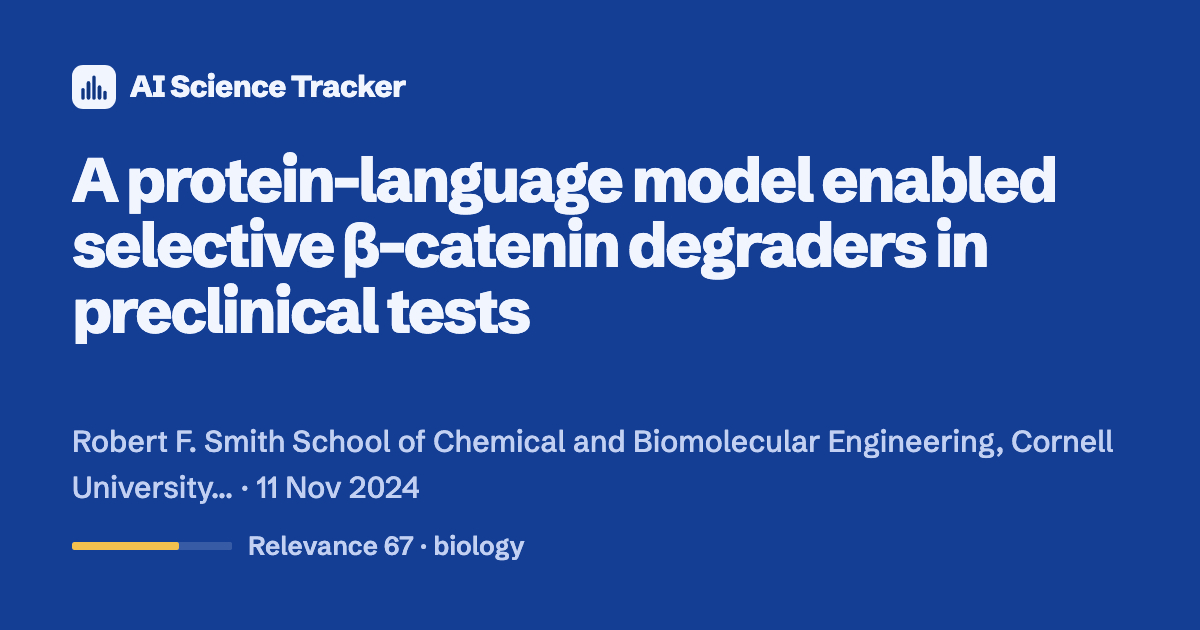 AI Science Tracker
A protein-language model enabled
selective β-catenin degraders in
preclinical tests
Robert F. Smith School of Chemical and Biomolecular Engineering, Cornell
University... · 11 Nov 2024
Relevance 67 · biology